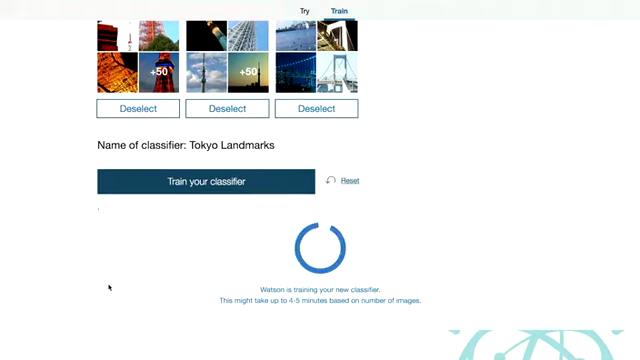 Try Train
+50 +50
Deselect Deselect Deselect
Name of classifier: Tokyo Landmarks
Train your classifier Reset
Watson is training your new classifier.
This might take up to 4-5 minutes based on number of images.